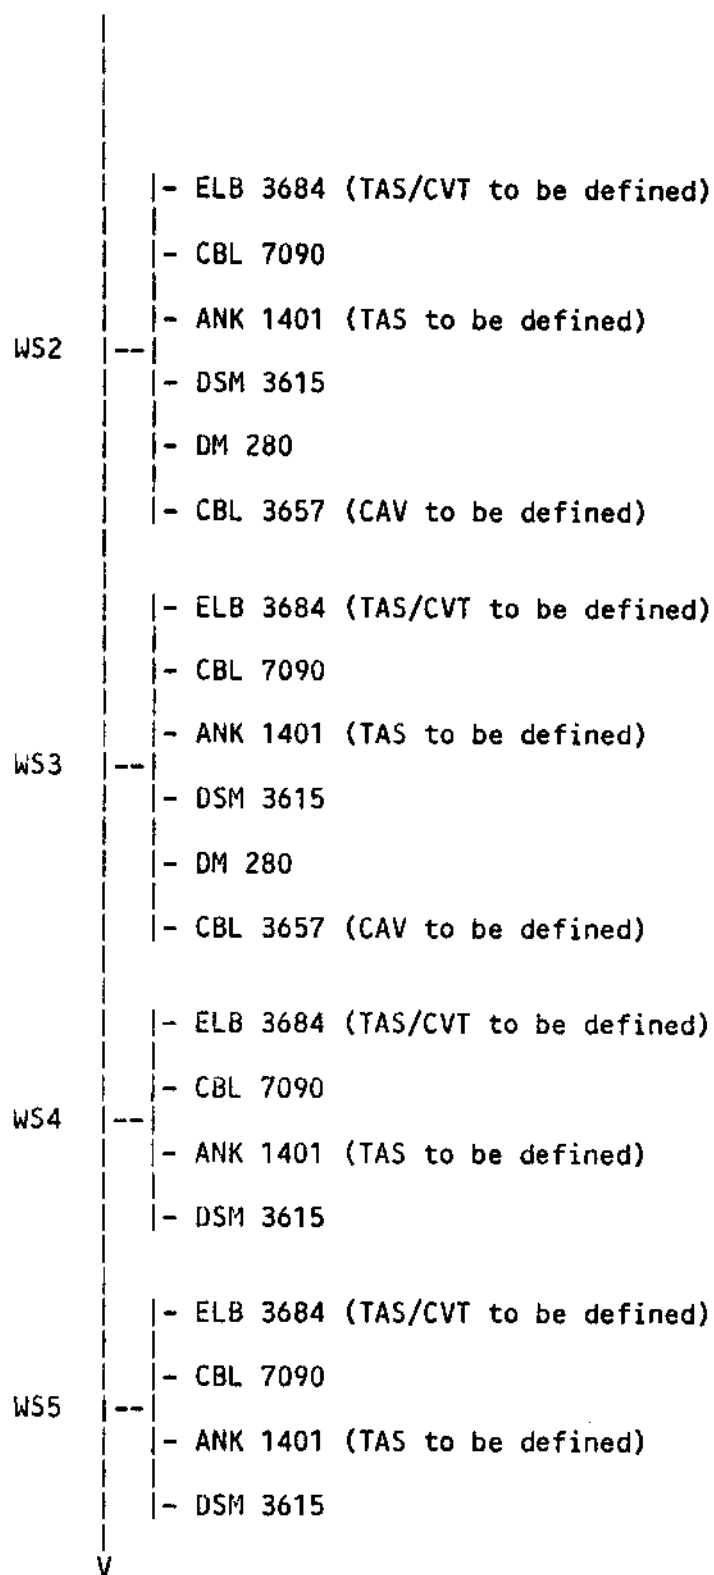 - ELB 3684 (TAS/CVT to be defined)
- CBL 7090
- ANK 1401 (TAS to be defined)
WS2 --
- DSM 3615
- DM 280
- CBL 3657 (CAV to be defined)
- ELB 3684 (TAS/CVT to be defined)
- CBL 7090
- ANK 1401 (TAS to be defined)
WS3 --
- DSM 3615
- DM 280
- CBL 3657 (CAV to be defined)
- ELB 3684 (TAS/CVT to be defined)
- CBL 7090
WS4 --
- ANK 1401 (TAS to be defined)
- DSM 3615
- ELB 3684 (TAS/CVT to be defined)
- CBL 7090
WS5 --
- ANK 1401 (TAS to be defined)
- DSM 3615
V